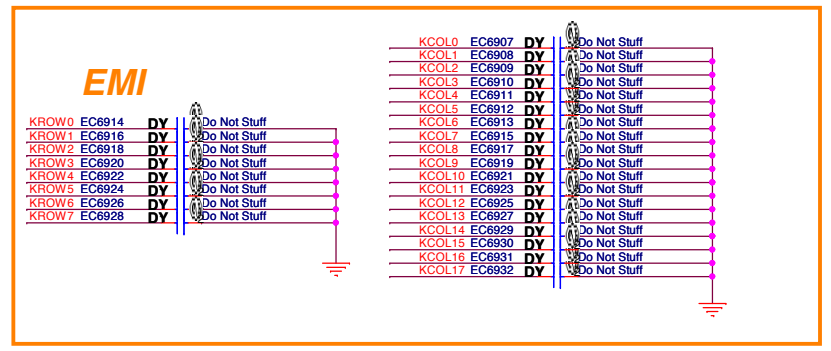 EMI
KROW0 EC6914 DY Do Not Stuff
KROW1 EC6916 DY Do Not Stuff
KROW2 EC6918 DY Do Not Stuff
KROW3 EC6920 DY Do Not Stuff
KROW4 EC6922 DY Do Not Stuff
KROW5 EC6924 DY Do Not Stuff
KROW6 EC6926 DY Do Not Stuff
KROW7 EC6928 DY Do Not Stuff
KCOL0 EC6907 DY Do Not Stuff
KCOL1 EC6908 DY Do Not Stuff
KCOL2 EC6909 DY Do Not Stuff
KCOL3 EC6910 DY Do Not Stuff
KCOL4 EC6911 DY Do Not Stuff
KCOL5 EC6912 DY Do Not Stuff
KCOL6 EC6913 DY Do Not Stuff
KCOL7 EC6915 DY Do Not Stuff
KCOL8 EC6917 DY Do Not Stuff
KCOL9 EC6919 DY Do Not Stuff
KCOL10 EC6921 DY Do Not Stuff
KCOL11 EC6923 DY Do Not Stuff
KCOL12 EC6925 DY Do Not Stuff
KCOL13 EC6927 DY Do Not Stuff
KCOL14 EC6929 DY Do Not Stuff
KCOL15 EC6930 DY Do Not Stuff
KCOL16 EC6931 DY Do Not Stuff
KCOL17 EC6932 DY Do Not Stuff